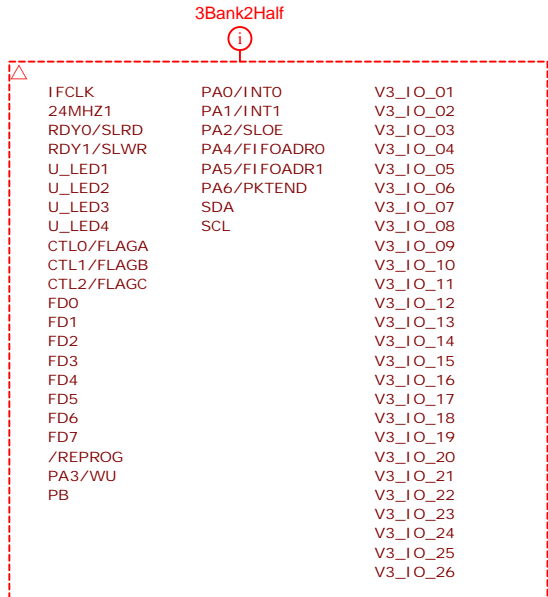 3Bank2Half
i
IFCLK PA0/INT0 V3_IO_01
24MHZ1 PA1/INT1 V3_IO_02
RDY0/SLRD PA2/SLOE V3_IO_03
RDY1/SLWR PA4/FIFOADR0 V3_IO_04
U_LED1 PA5/FIFOADR1 V3_IO_05
U_LED2 PA6/PKTEND V3_IO_06
U_LED3 SDA V3_IO_07
U_LED4 SCL V3_IO_08
CTL0/FLAGA V3_IO_09
CTL1/FLAGB V3_IO_10
CTL2/FLAGC V3_IO_11
FD0 V3_IO_12
FD1 V3_IO_13
FD2 V3_IO_14
FD3 V3_IO_15
FD4 V3_IO_16
FD5 V3_IO_17
FD6 V3_IO_18
FD7 V3_IO_19
/REPROG V3_IO_20
PA3/WU V3_IO_21
PB V3_IO_22
V3_IO_23
V3_IO_24
V3_IO_25
V3_IO_26